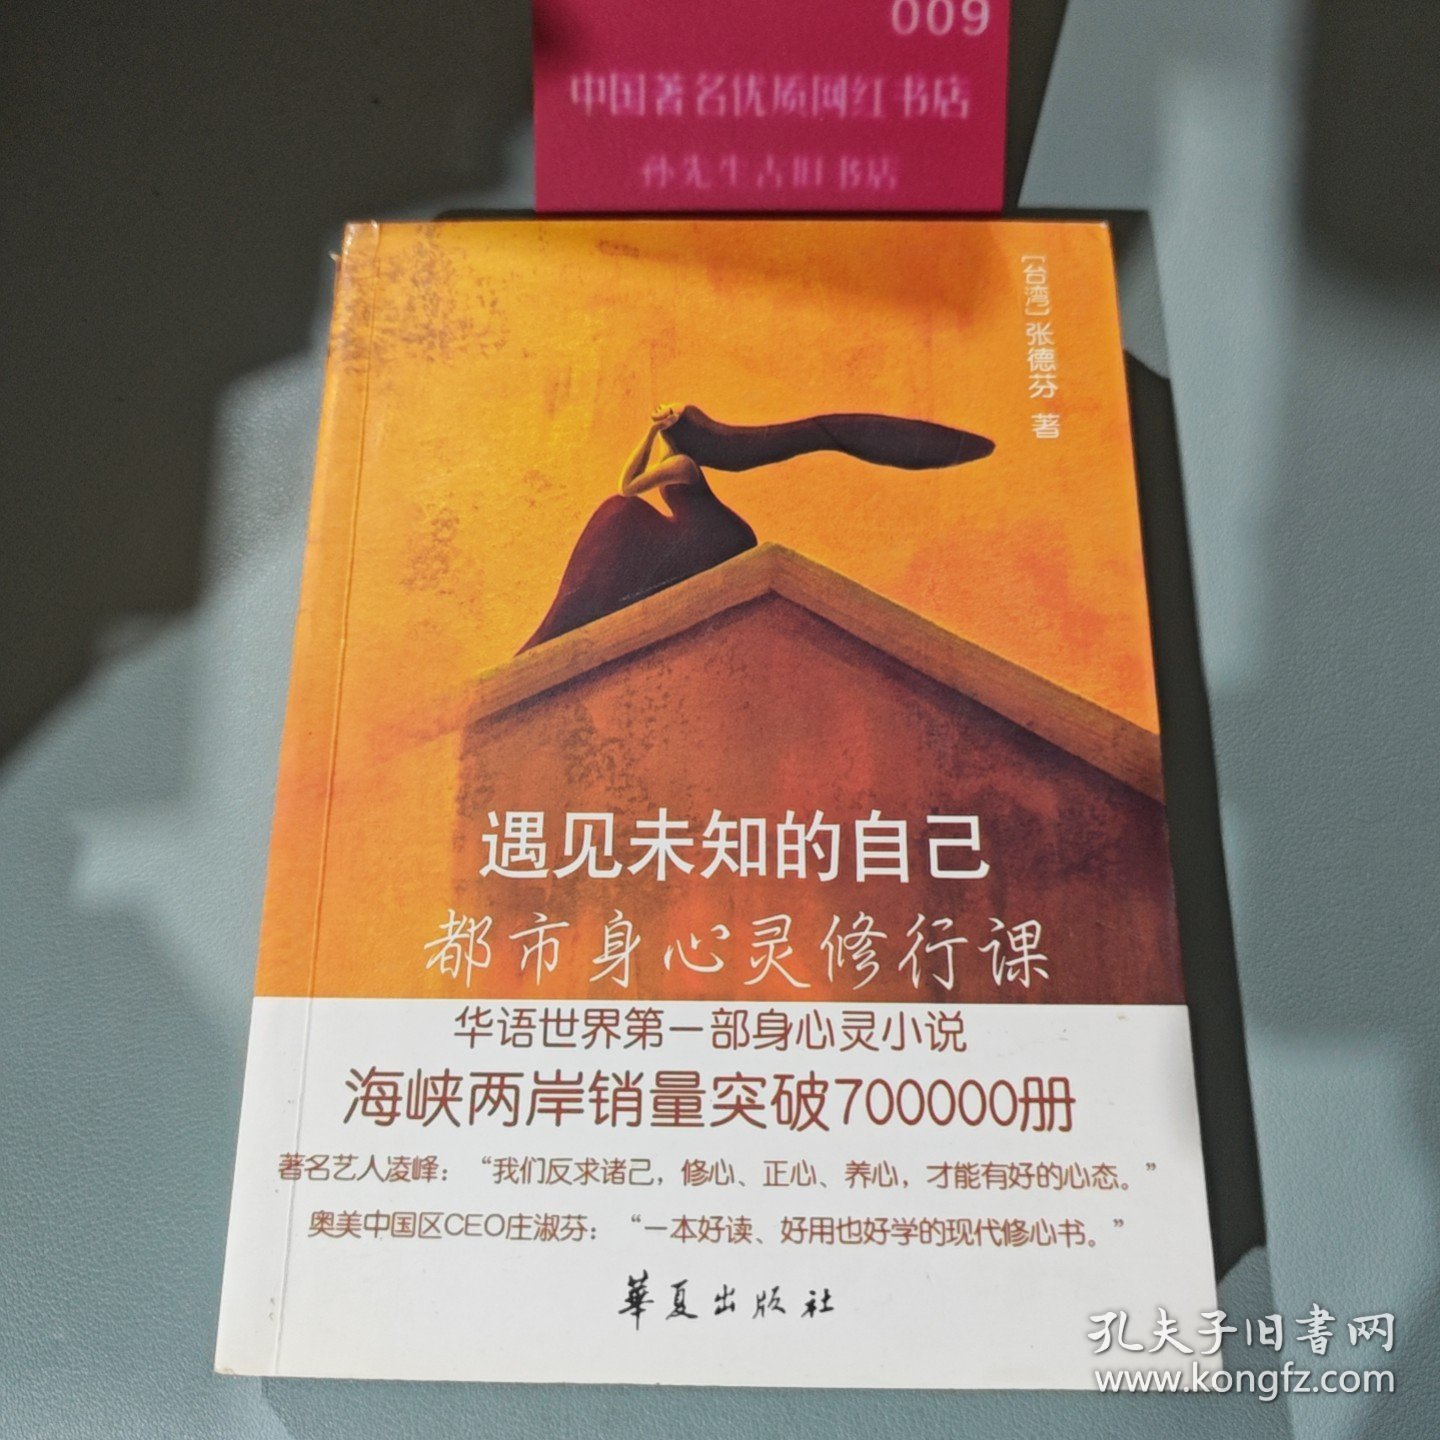 009
中国著名优质网红书店
孙先生古旧书店
[台湾]张德芬 著
遇见未知的自己
都市身心灵修行课
华语世界第一部身心灵小说
海峡两岸销量突破700000册
著名艺人凌峰：“我们反求诸己，修心、正心、养心，才能有好的心态。”
奥美中国区CEO庄淑芬：“一本好读、好用也好学的现代修心书。”
華夏出版社
孔夫子旧書网
www.kongfz.com